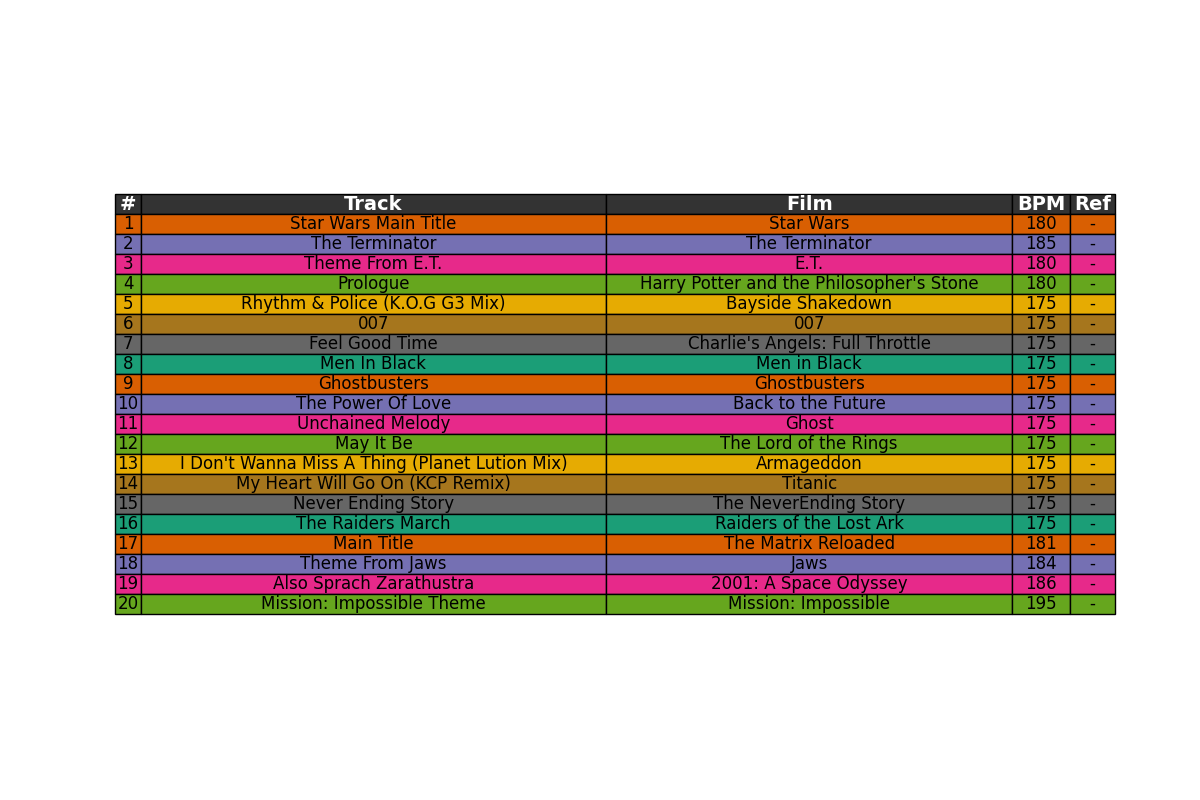 # Track Film BPM Ref
1 Star Wars Main Title Star Wars 180 -
2 The Terminator The Terminator 185 -
3 Theme From E.T. E.T. 180 -
4 Prologue Harry Potter and the Philosopher's Stone 180 -
5 Rhythm & Police (K.O.G G3 Mix) Bayside Shakedown 175 -
6 007 007 175 -
7 Feel Good Time Charlie's Angels: Full Throttle 175 -
8 Men In Black Men in Black 175 -
9 Ghostbusters Ghostbusters 175 -
10 The Power Of Love Back to the Future 175 -
11 Unchained Melody Ghost 175 -
12 May It Be The Lord of the Rings 175 -
13 I Don't Wanna Miss A Thing (Planet Lution Mix) Armageddon 175 -
14 My Heart Will Go On (KCP Remix) Titanic 175 -
15 Never Ending Story The NeverEnding Story 175 -
16 The Raiders March Raiders of the Lost Ark 175 -
17 Main Title The Matrix Reloaded 181 -
18 Theme From Jaws Jaws 184 -
19 Also Sprach Zarathustra 2001: A Space Odyssey 186 -
20 Mission: Impossible Theme Mission: Impossible 195 -